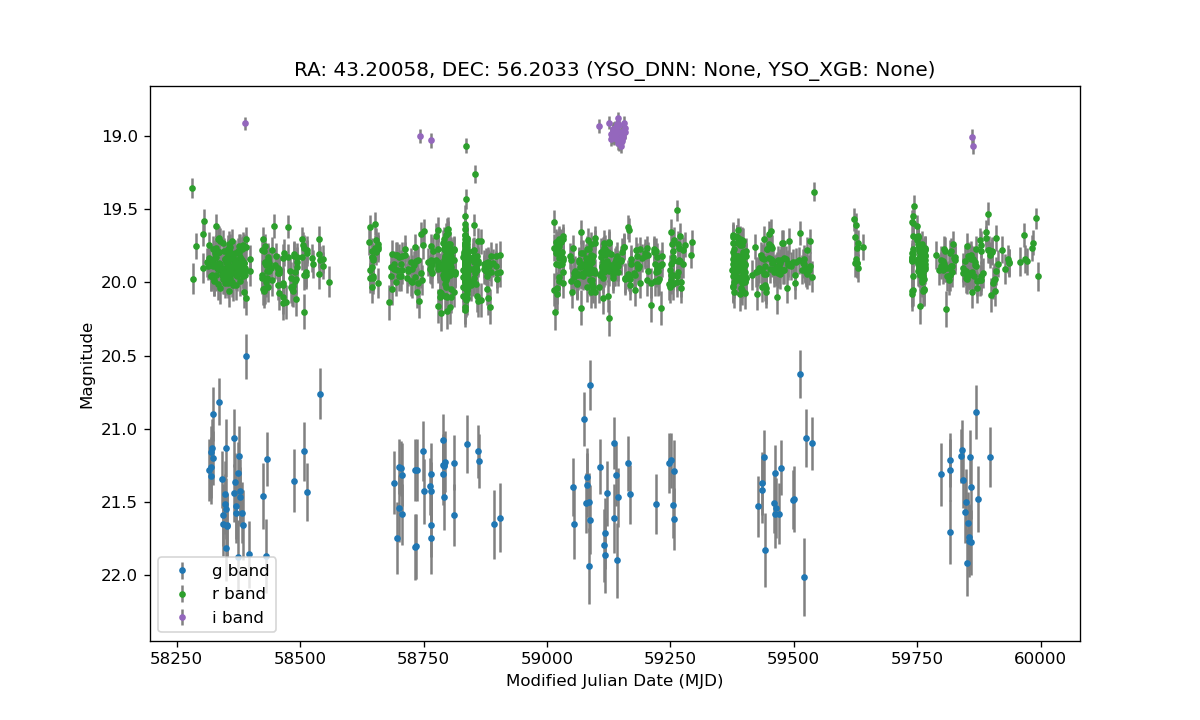 RA: 43.20058, DEC: 56.2033 (YSO_DNN: None, YSO_XGB: None)
Magnitude
19.0
19.5
20.0
20.5
21.0
21.5
22.0
g band
r band
i band
58250 58500 58750 59000 59250 59500 59750 60000
Modified Julian Date (MJD)